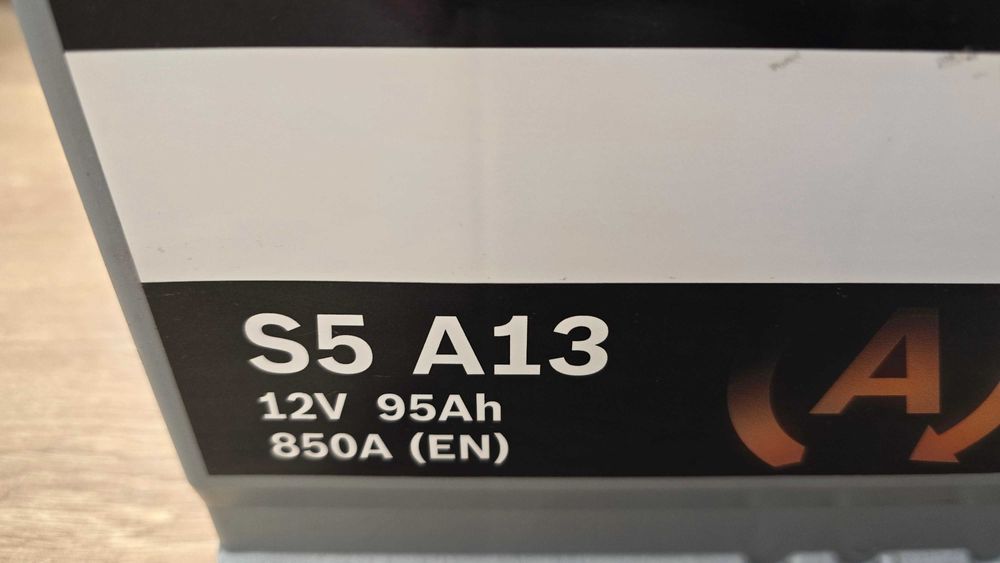 S5 A13
12V 95Ah
850A (EN)
A